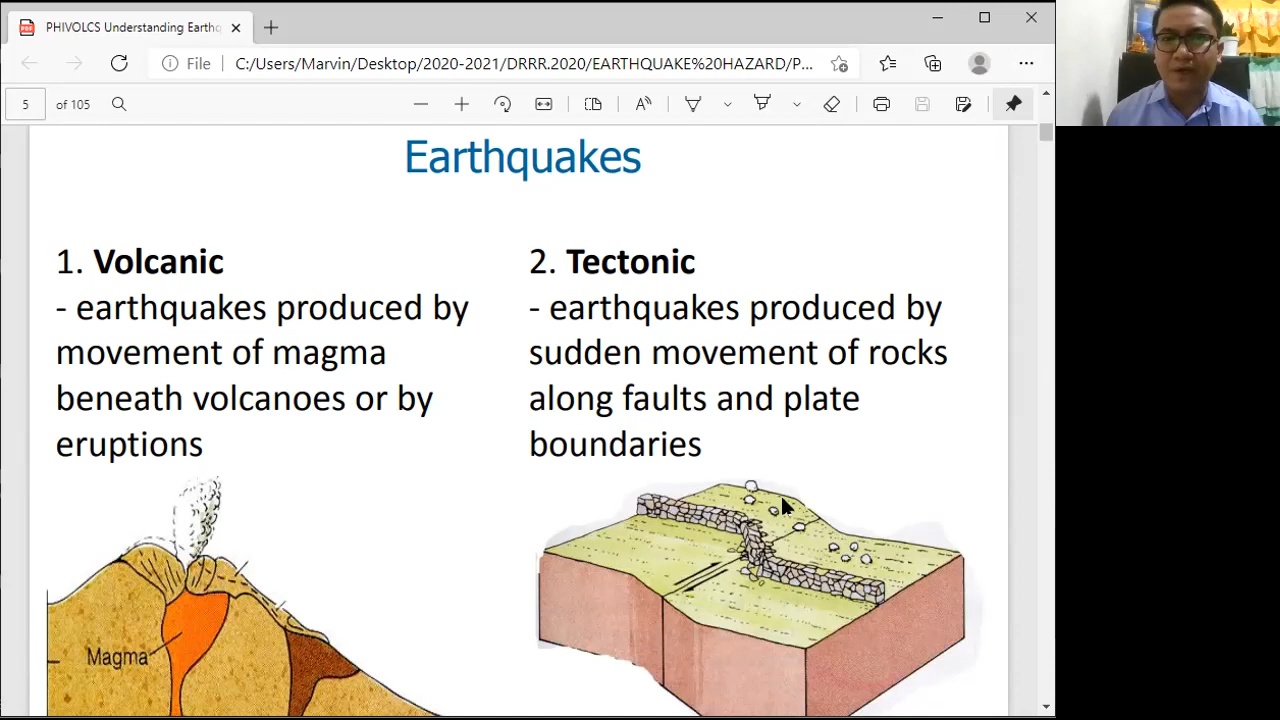 PHIVOLCS Understanding Earthq
File
C:/Users/Marvin/Desktop/2020-2021/DRRR.2020/EARTHQUAKE%20HAZARD/P...
5 of 105
Earthquakes
1. Volcanic
- earthquakes produced by
movement of magma
beneath volcanoes or by
eruptions
2. Tectonic
- earthquakes produced by
sudden movement of rocks
along faults and plate
boundaries
Magma